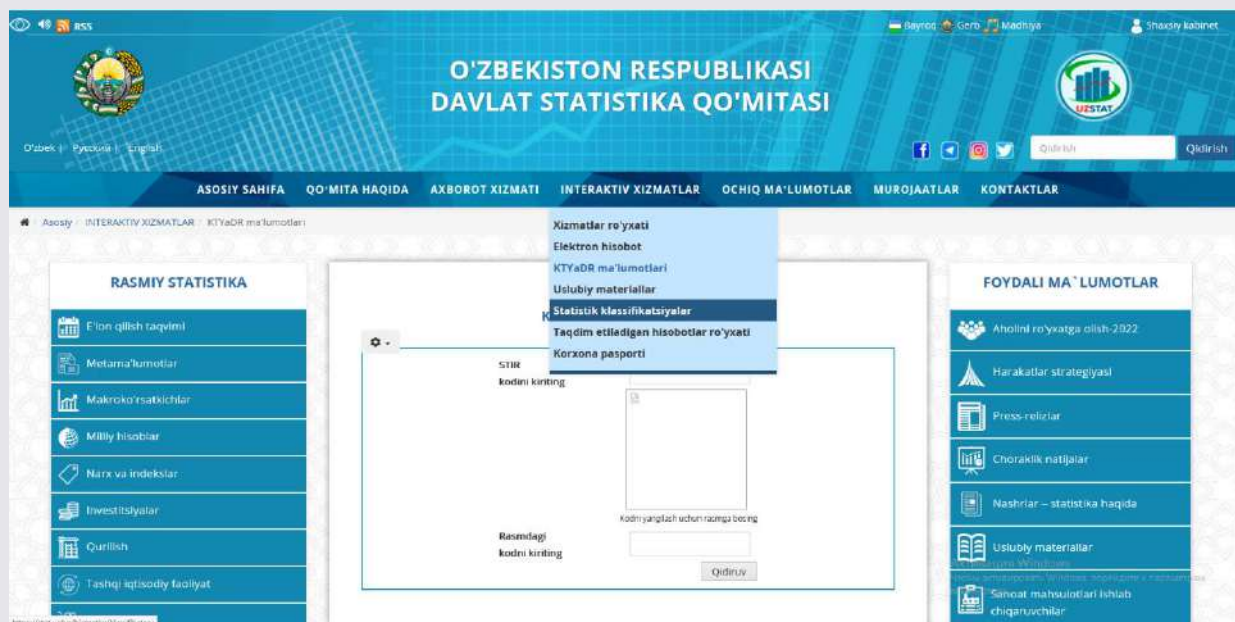 RSS
Bayroq Gerb Madhiya
Shaxsiy kabinet
O'ZBEKISTON RESPUBLIKASI
DAVLAT STATISTIKA QO'MITASI
UZSTAT
O'zbek | Русский | English
Qidirish
Qidirish
ASOSIY SAHIFA QO'MITA HAQIDA AXBOROT XIZMATI INTERAKTIV XIZMATLAR OCHIQ MA'LUMOTLAR MUROJAATLAR KONTAKTLAR
Asosiy / INTERAKTIV XIZMATLAR / KTYaDR ma'lumotlari
Xizmatlar ro'yxati
Elektron hisobot
KTYaDR ma'lumotlari
Uslubiy materiallar
Statistik klassifikatsiyalar
Taqdim etiladigan hisobotlar ro'yxati
Korxona pasporti
RASMIY STATISTIKA
E'lon qilish taqvimi
Metama'lumotlar
Makroko'rsatkichlar
Milliy hisoblar
Narx va indekslar
Investitsiyalar
Qurilish
Tashqi iqtisodiy faoliyat
K
STIR
kodini kiriting
Kodni yangilash uchun rasmga bosing
Rasmdagi
kodni kiriting
Qidiruv
FOYDALI MA`LUMOTLAR
Aholini ro'yxatga olish-2022
Harakatlar strategiyasi
Press-relizlar
Choraklik natijalar
Nashrlar – statistika haqida
Uslubiy materiallar
Windows
Sanoat mahsulotlari ishlab
chiqaruvchilar